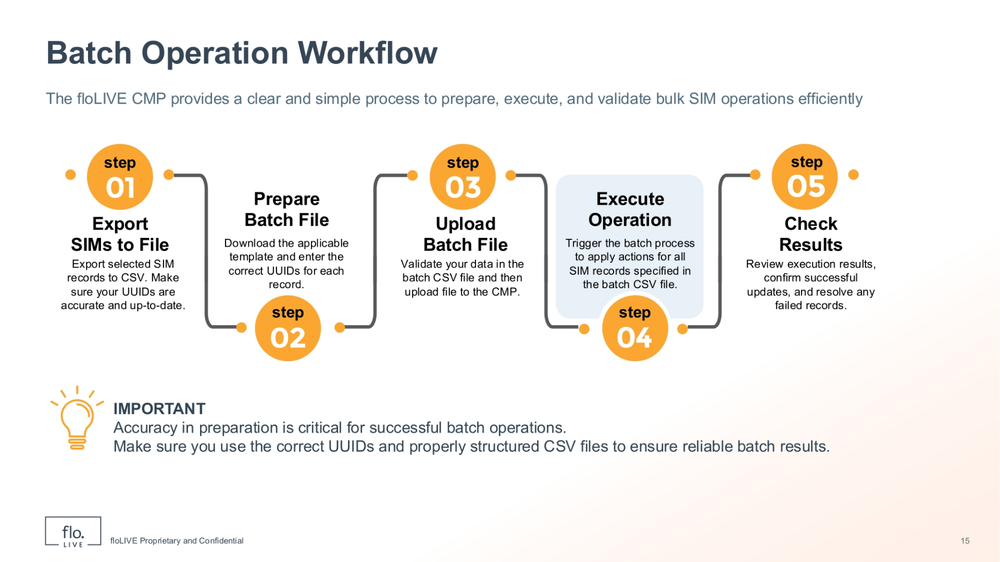 Batch Operation Workflow
The floLIVE CMP provides a clear and simple process to prepare, execute, and validate bulk SIM operations efficiently
step
01
Export
SIMs to File
Export selected SIM
records to CSV. Make
sure your UUIDs are
accurate and up-to-date.
Prepare
Batch File
Download the applicable
template and enter the
correct UUIDs for each
record.
step
02
step
03
Upload
Batch File
Validate your data in the
batch CSV file and then
upload file to the CMP.
Execute
Operation
Trigger the batch process
to apply actions for all
SIM records specified in
the batch CSV file.
step
04
step
05
Check
Results
Review execution results,
confirm successful
updates, and resolve any
failed records.
IMPORTANT
Accuracy in preparation is critical for successful batch operations.
Make sure you use the correct UUIDs and properly structured CSV files to ensure reliable batch results.
flo.
LIVE
floLIVE Proprietary and Confidential
15